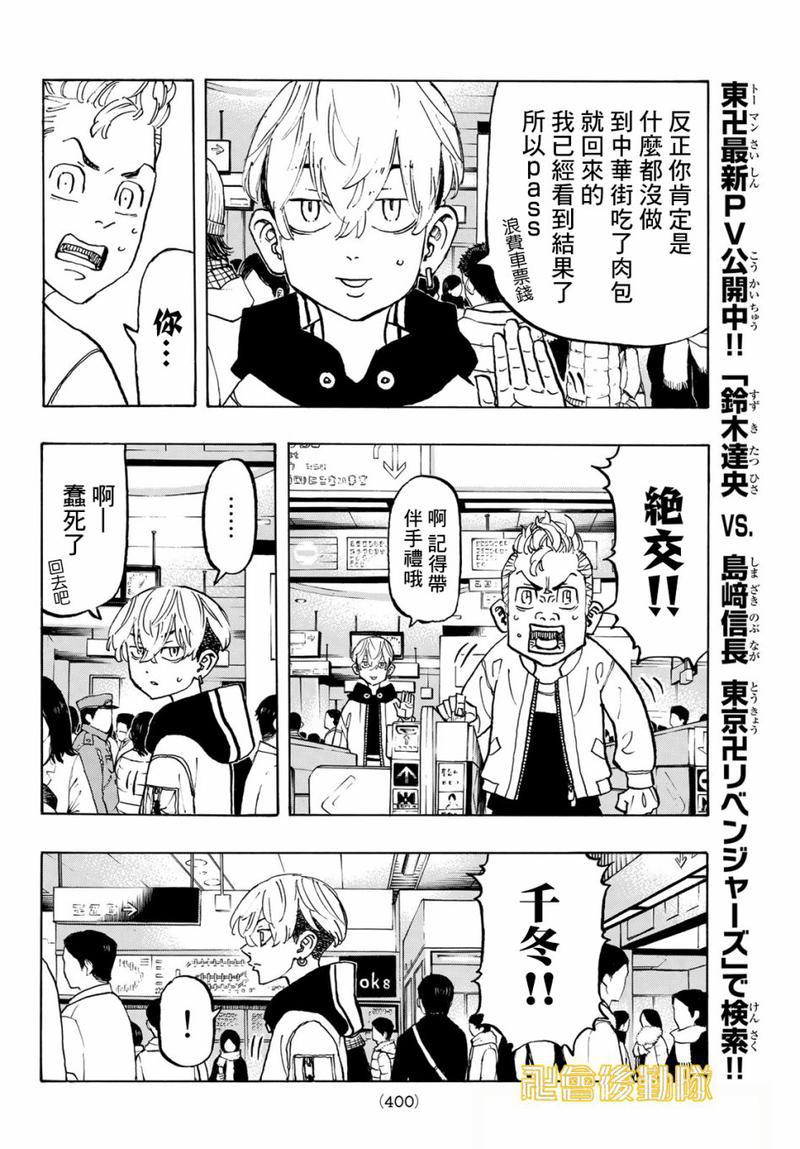 東卍最新PV公開中!!「鈴木達央 VS. 島﨑信長 東京卍リベンジャーズ」で検索!!
トーマンさいしん
こうかいちゅう
すずきたつひさ
しまざきのぶなが
とうきょう
けんさく
反正你肯定是
什麼都沒做
到中華街吃了肉包
就回來的
我已經看到結果了
所以pass
浪費車票錢
你…
絕交!!
啊 記得帶
伴手禮哦
……
啊—
蠢死了
回去吧
千冬!!
!
oks
卍會後勤隊
(400)